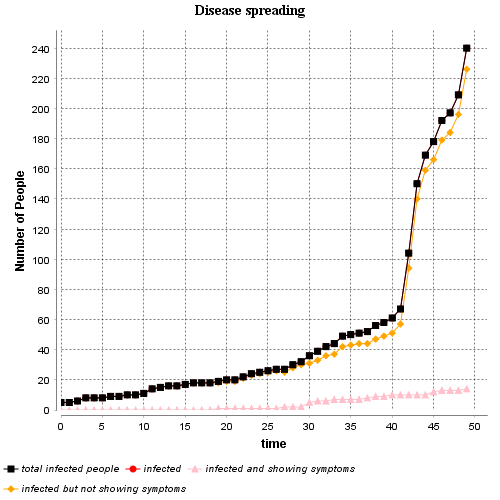 Disease spreading
Number of People
240
220
200
180
160
140
120
100
80
60
40
20
0
0 5 10 15 20 25 30 35 40 45 50
time
total infected people infected infected and showing symptoms
infected but not showing symptoms